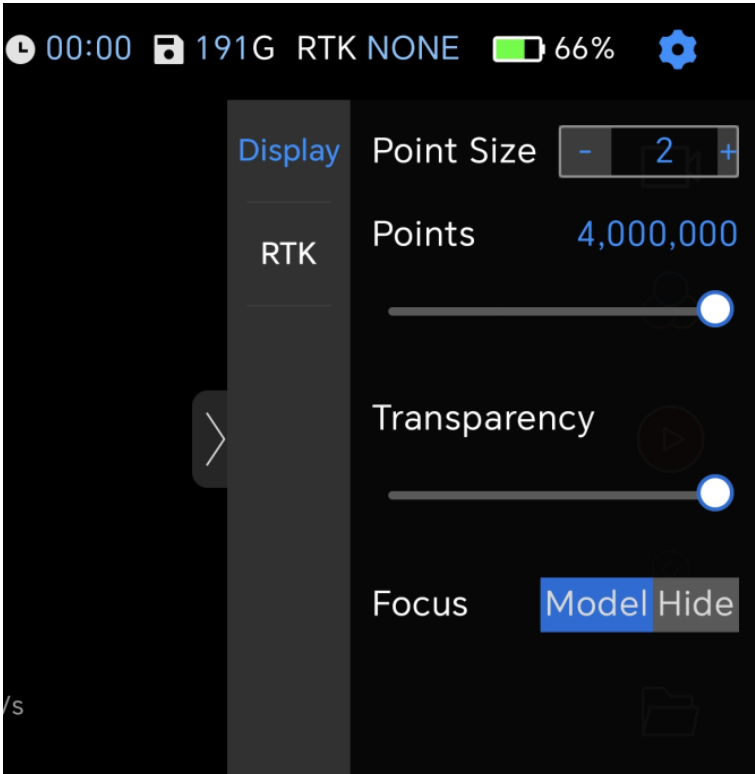 00:00 191G RTK NONE 66%
Display
RTK
Point Size - 2 +
Points 4,000,000
Transparency
Focus Model Hide
/s